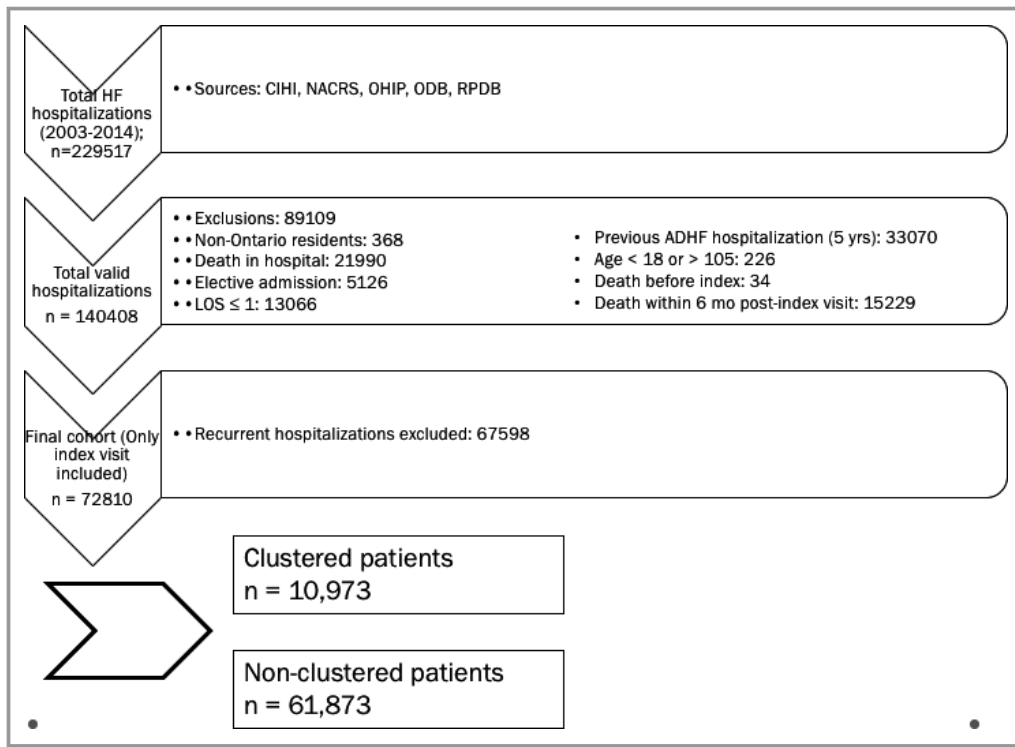 Total HF
hospitalizations
(2003-2014);
n=229517
• • Sources: CIHI, NACRS, OHIP, ODB, RPDB
Total valid
hospitalizations
n = 140408
• • Exclusions: 89109
• • Non-Ontario residents: 368
• • Death in hospital: 21990
• • Elective admission: 5126
• • LOS ≤ 1: 13066
• Previous ADHF hospitalization (5 yrs): 33070
• Age < 18 or > 105: 226
• Death before index: 34
• Death within 6 mo post-index visit: 15229
Final cohort (Only
index visit
included)
n = 72810
• • Recurrent hospitalizations excluded: 67598
Clustered patients
n = 10,973
Non-clustered patients
n = 61,873